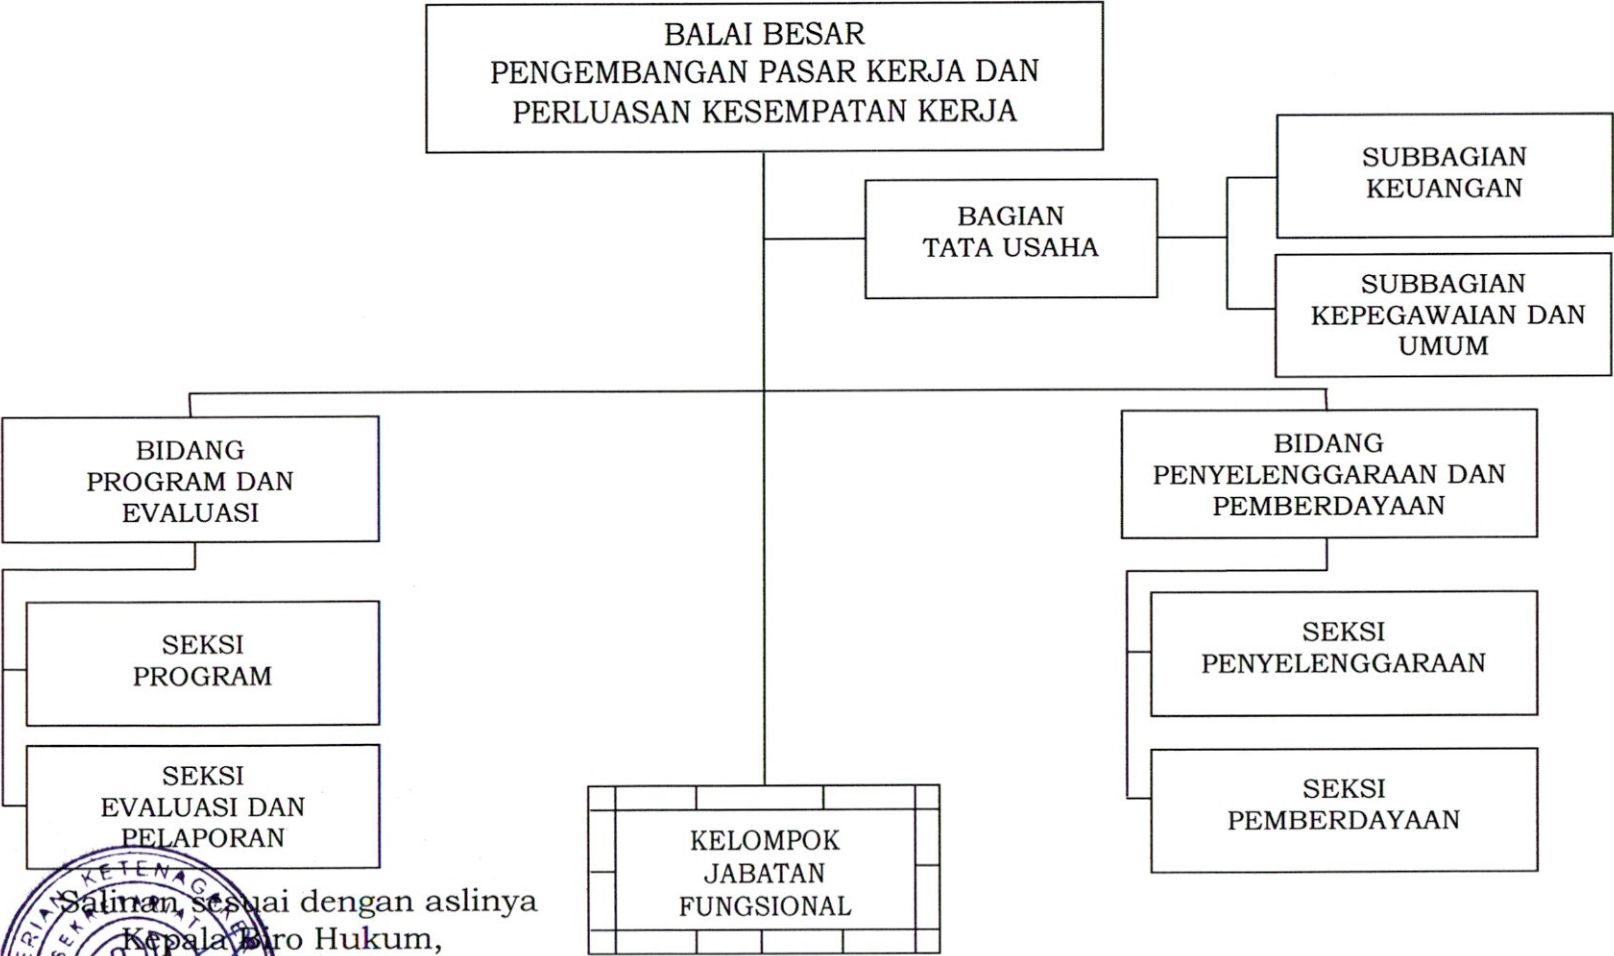 BALAI BESAR
PENGEMBANGAN PASAR KERJA DAN
PERLUASAN KESEMPATAN KERJA
BAGIAN
TATA USAHA
SUBBAGIAN
KEUANGAN
SUBBAGIAN
KEPEGAWAIAN DAN
UMUM
BIDANG
PROGRAM DAN
EVALUASI
SEKSI
PROGRAM
SEKSI
EVALUASI DAN
PELAPORAN
BIDANG
PENYELENGGARAAN DAN
PEMBERDAYAAN
SEKSI
PENYELENGGARAAN
SEKSI
PEMBERDAYAAN
KELOMPOK
JABATAN
FUNGSIONAL
Salinan sesuai dengan aslinya
Kepala Biro Hukum,